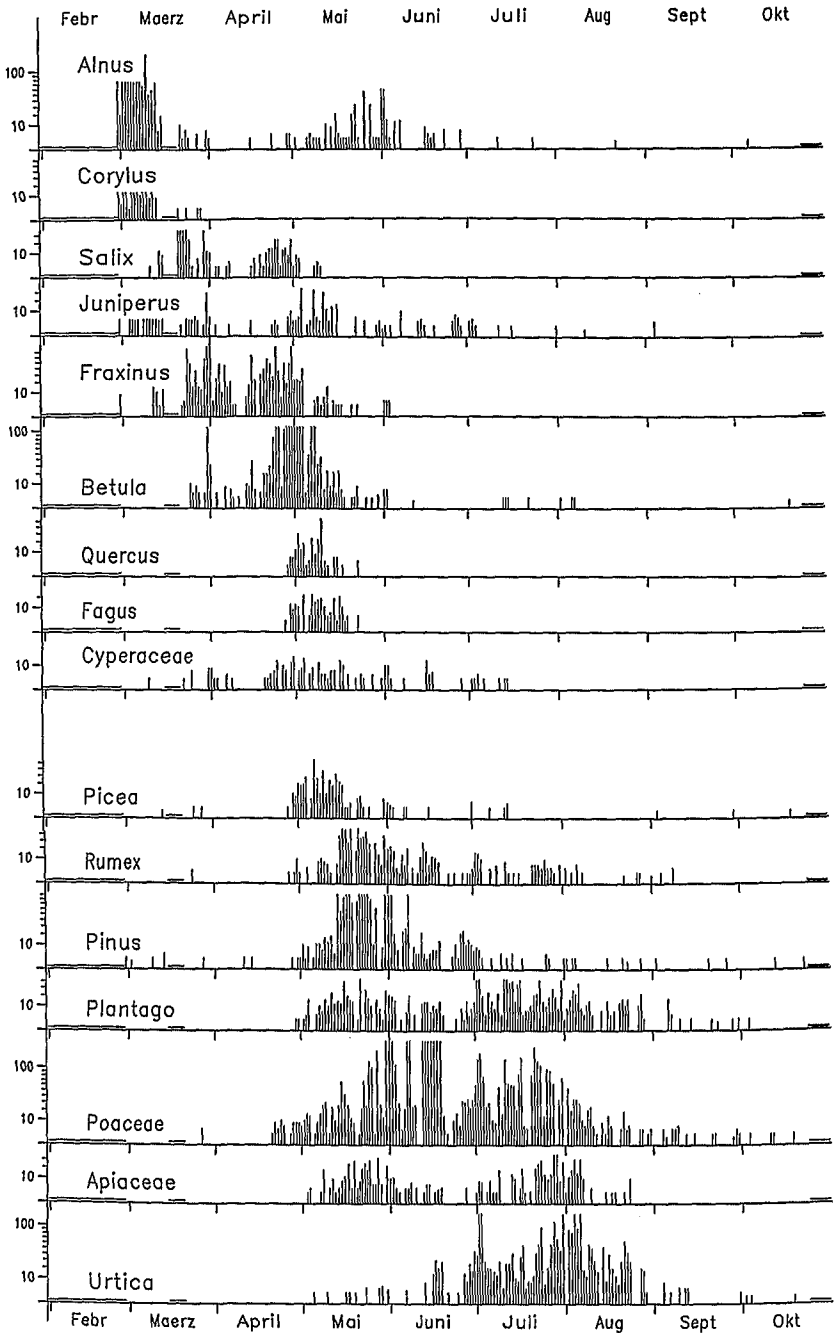 Febr Maerz April Mai Juni Juli Aug Sept Okt
100
Alnus
10
Corylus
10
Salix
10
Juniperus
10
Fraxinus
10
100
Betula
10
Quercus
10
Fagus
10
Cyperaceae
10
Picea
10
Rumex
10
Pinus
10
Plantago
10
100
Poaceae
10
Apiaceae
10
100
Urtica
10
Febr Maerz April Mai Juni Juli Aug Sept Okt